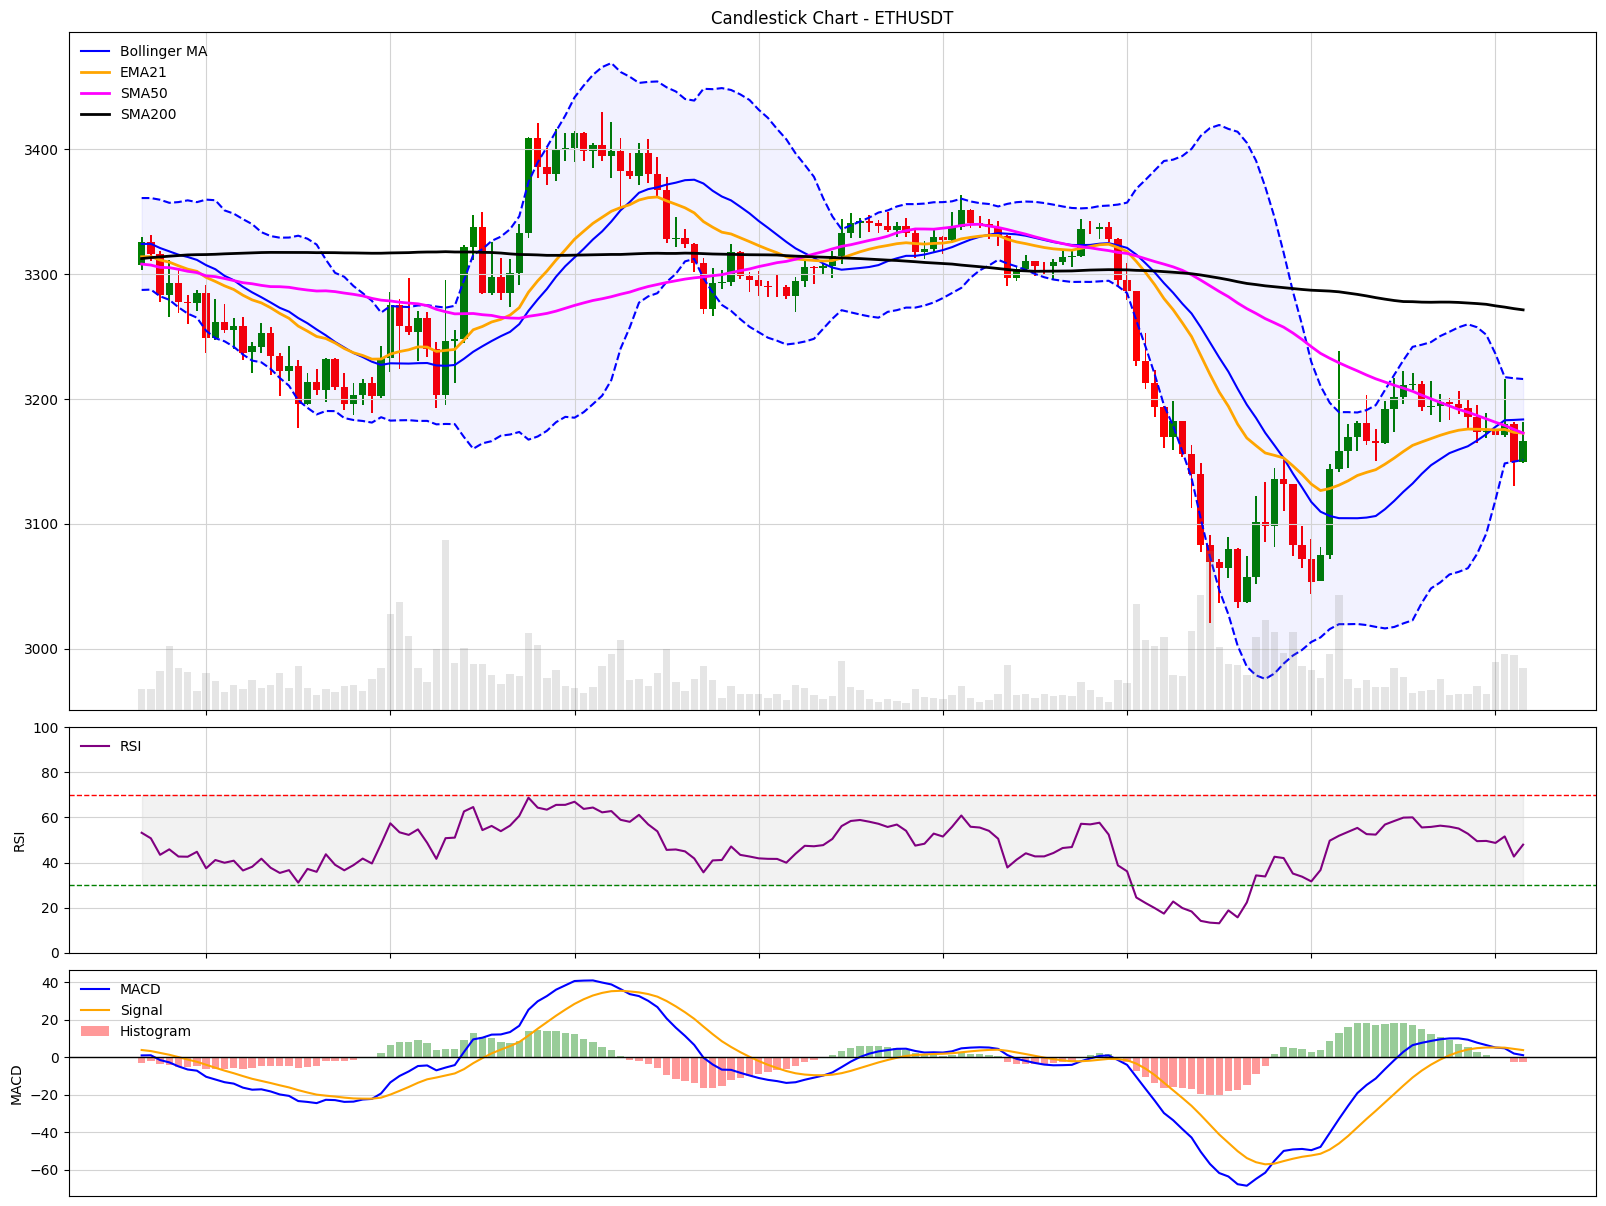 Candlestick Chart - ETHUSDT
Bollinger MA
EMA21
SMA50
SMA200
3400
3300
3200
3100
3000
100
80
60
40
20
0
RSI
RSI
40
20
0
−20
−40
−60
MACD
MACD
Signal
Histogram